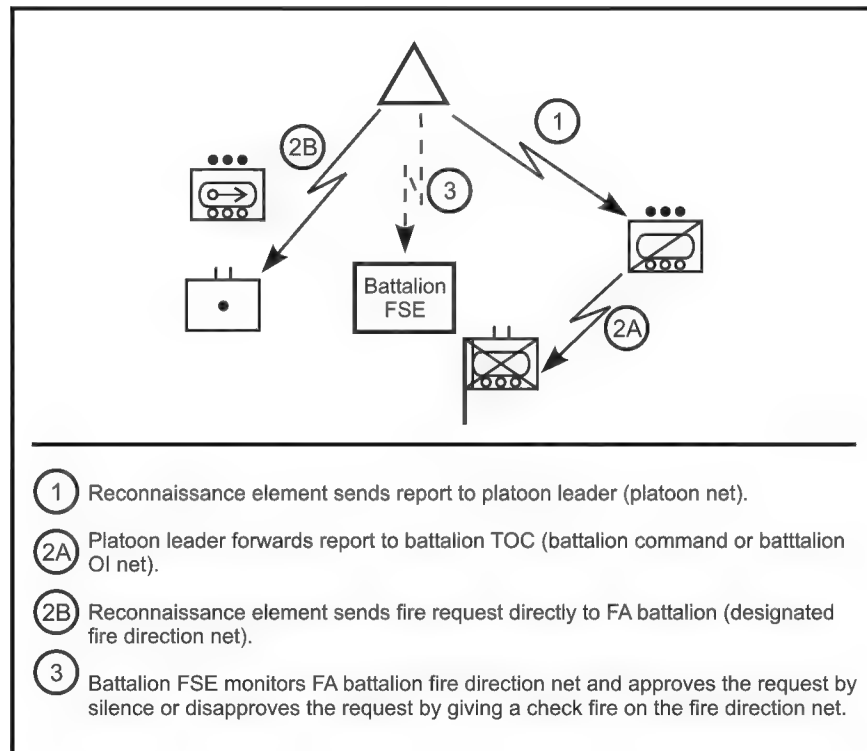 1
2B
3
Battalion
FSE
2A
1 Reconnaissance element sends report to platoon leader (platoon net).
2A Platoon leader forwards report to battalion TOC (battalion command or batttalion
OI net).
2B Reconnaissance element sends fire request directly to FA battalion (designated
fire direction net).
3 Battalion FSE monitors FA battalion fire direction net and approves the request by
silence or disapproves the request by giving a check fire on the fire direction net.